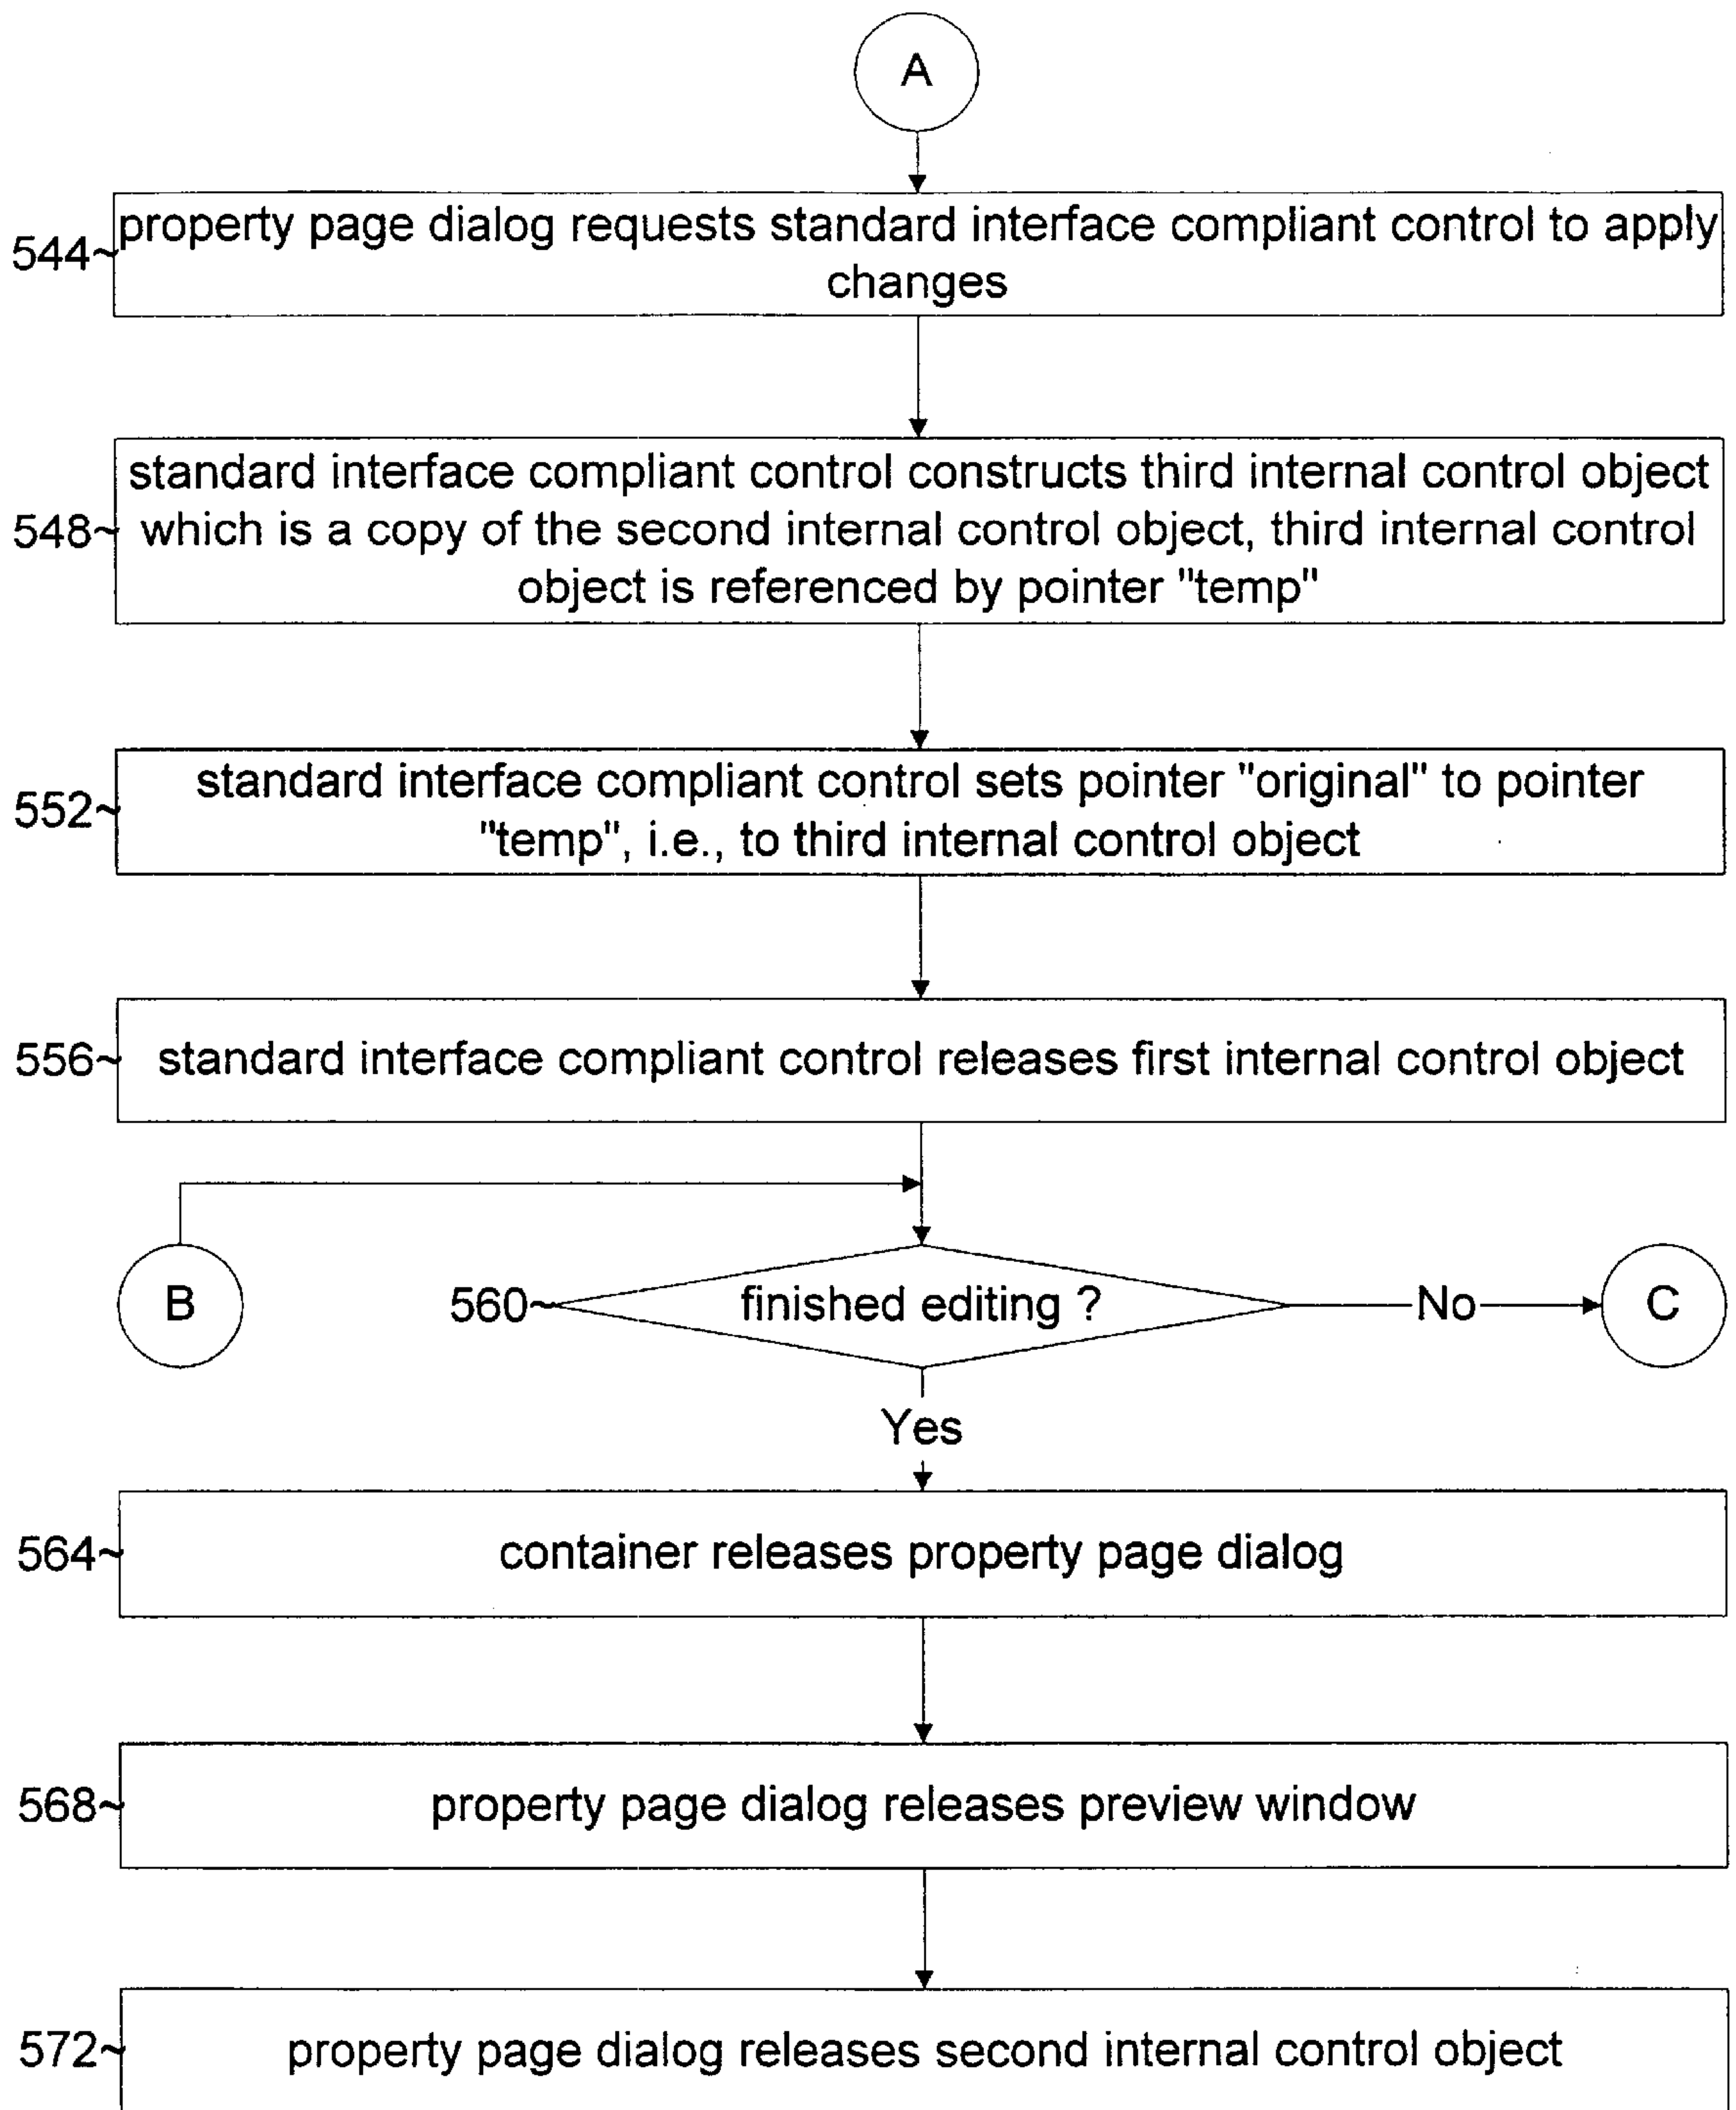 A
544~ property page dialog requests standard interface compliant control to apply
changes
standard interface compliant control constructs third internal control object
548~ which is a copy of the second internal control object, third internal control
object is referenced by pointer "temp"
standard interface compliant control sets pointer "original" to pointer
552~ "temp", i.e., to third internal control object
556~ standard interface compliant control releases first internal control object
B 560~ finished editing ? No C
Yes
564~ container releases property page dialog
568~ property page dialog releases preview window
572~ property page dialog releases second internal control object